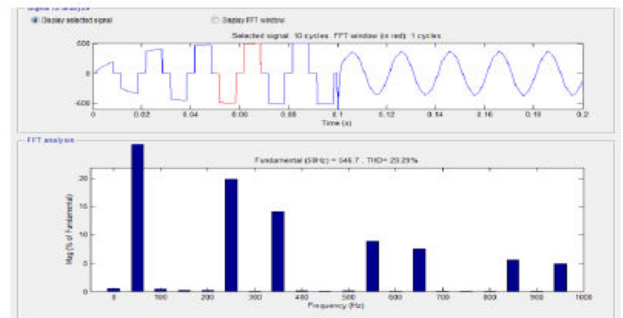 Signal to analyze
Display selected signal Display FFT window
Selected signal: 10 cycles. FFT window (in red): 1 cycles
500
0
-500
0 0.02 0.04 0.06 0.08 0.1 0.12 0.14 0.16 0.18 0.2
Time (s)
FFT analysis
Fundamental (50Hz) = 546.7 , THD= 29.29%
20
15
10
5
0
Mag (% of Fundamental)
0 100 200 300 400 500 600 700 800 900 1000
Frequency (Hz)